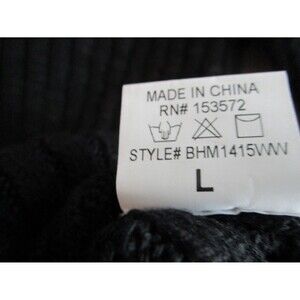 MADE IN CHINA
RN# 153572
STYLE# BHM1415WW
L